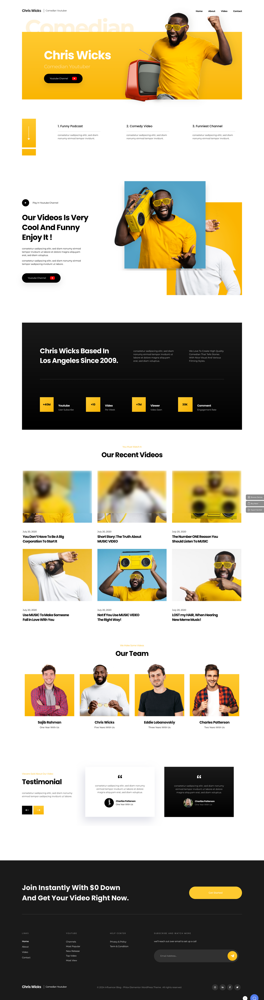 Chris Wicks
Comedian Youtuber
Home
About
Video
Contact
Comedian
Chris Wicks
Comedian Youtuber
Youtube Channel
1. Funny Podcast
consetetur sadipscing elitr, sed diam
nonumy eirmod tempor invidunt.
2. Comedy Video
consetetur sadipscing elitr, sed diam
nonumy eirmod tempor invidunt.
3. Funniest Channel
consetetur sadipscing elitr, sed diam
nonumy eirmod tempor invidunt.
Play In Youtube Channel
Our Videos Is Very
Cool And Funny
Enjoy It !
consetetur sadipscing elitr, sed diam nonumy eirmod
tempor invidunt ut labore et dolore magna aliquyam
erat, sed diam voluptua.
consetetur sadipscing elitr, sed diam nonumy eirmod
tempor sadipscing invidunt ut labore .
Youtube Channel
Chris Wicks Based In
Los Angeles Since 2009.
consetetur sadipscing elitr, sed diam
nonumy eirmod tempor invidunt ut
labore et dolore magna aliquyam
erat, sed diam voluptua.
We Love To Create High Quality
Comedian That Tells Stories
With Nice Visual And Various
Filming Styles.
+40M
Youtube
User Subscribe
+10
Video
Per Week
+7M
Viewer
Video Seen
30K
Comment
Engagement Rate
You Must Watch It
Our Recent Videos
Browse Demos
Buy Now!
Export Section
July 20, 2020
You Don't Have To Be A Big
Corporation To Start It
July 20, 2020
Short Story: The Truth About
MUSIC VIDEO
July 20, 2020
The Number ONE Reason You
Should Listen To MUSIC
July 20, 2020
Use MUSIC To Make Someone
Fall In Love With You
July 20, 2020
Not If You Use MUSIC VIDEO
The Right Way!
July 20, 2020
LOST my HAIR, When Hearing
New Meme Music!
We Make Some Videos
Our Team
Sajib Rahman
One Year With Us
Chris Wicks
Five Years With Us
Eddie Lobanovskiy
Three Years With Us
Charles Patterson
Two Years With Us
Viewers Said About Our Video
Testimonial
consetetur sadipscing elitr, sed diam nonumy
eirmod tempor sadipscing invidunt ut labore.
consetetur sadipscing elitr, sed diam nonumy
eirmod tempor invidunt ut labore et dolore
magna aliquyam erat, sed diam voluptua.
Charlize Patterson
One Year With Us
consetetur sadipscing elitr, sed diam nonumy
eirmod tempor invidunt ut labore et dolore
magna aliquyam erat, sed diam voluptua.
Charlize Patterson
One Year With Us
Join Instantly With $0 Down
And Get Your Video Right Now.
Get Started
LINKS
Home
About
Video
Contact
YOUTUBE
Channels
Most Popular
New Release
Top Video
Most View
HELP CENTER
Privacy & Policy
Term & Condition
SUBSCRIBE AND WATCH MORE
we'll reach out over email to set up a call
Email Address...
Chris Wicks
Comedian Youtuber
© 2024 influencer Blog - Phlox Elementor WordPress Theme . All rights reserved.